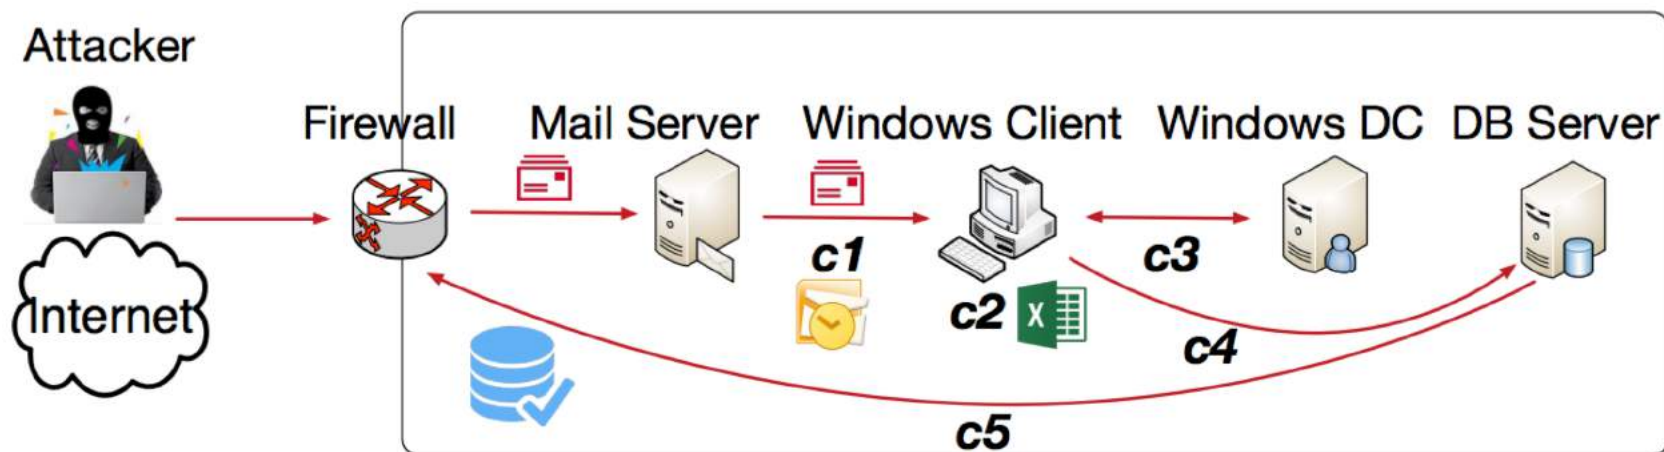 Attacker
Firewall
Mail Server
Windows Client
Windows DC
DB Server
Internet
c1
c2
X
c3
c4
c5